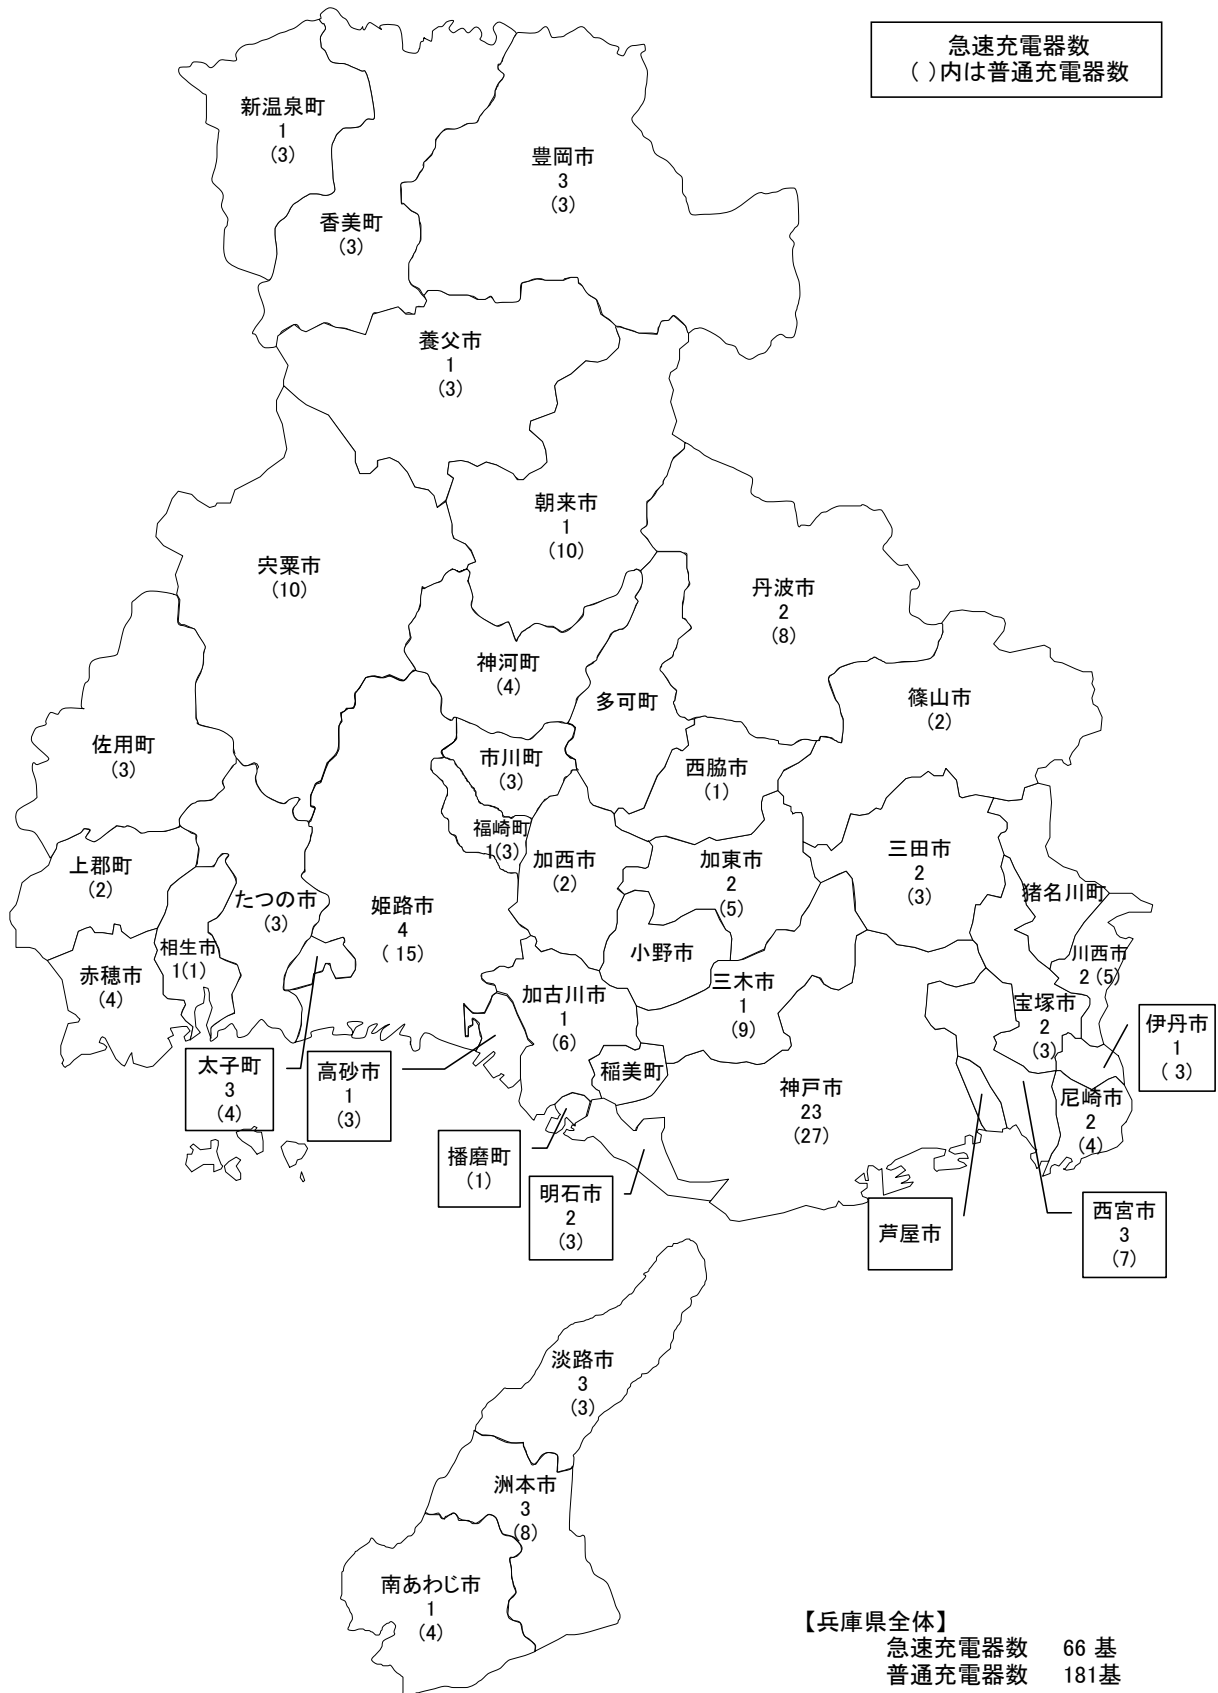 急速充電器数
( )内は普通充電器数
新温泉町
1
(3)
豊岡市
3
(3)
香美町
(3)
養父市
1
(3)
朝来市
1
(10)
宍粟市
(10)
丹波市
2
(8)
神河町
(4)
多可町
篠山市
(2)
佐用町
(3)
市川町
(3)
西脇市
(1)
福崎町
1(3)
加西市
(2)
加東市
2
(5)
三田市
2
(3)
上郡町
(2)
たつの市
(3)
姫路市
4
( 15)
猪名川町
相生市
1(1)
赤穂市
(4)
小野市
川西市
2 (5)
加古川市
1
(6)
三木市
1
(9)
宝塚市
2
(3)
伊丹市
1
( 3)
太子町
3
(4)
高砂市
1
(3)
稲美町
神戸市
23
(27)
尼崎市
2
(4)
播磨町
(1)
明石市
2
(3)
芦屋市
西宮市
3
(7)
淡路市
3
(3)
洲本市
3
(8)
南あわじ市
1
(4)
【兵庫県全体】
急速充電器数 66 基
普通充電器数 181基